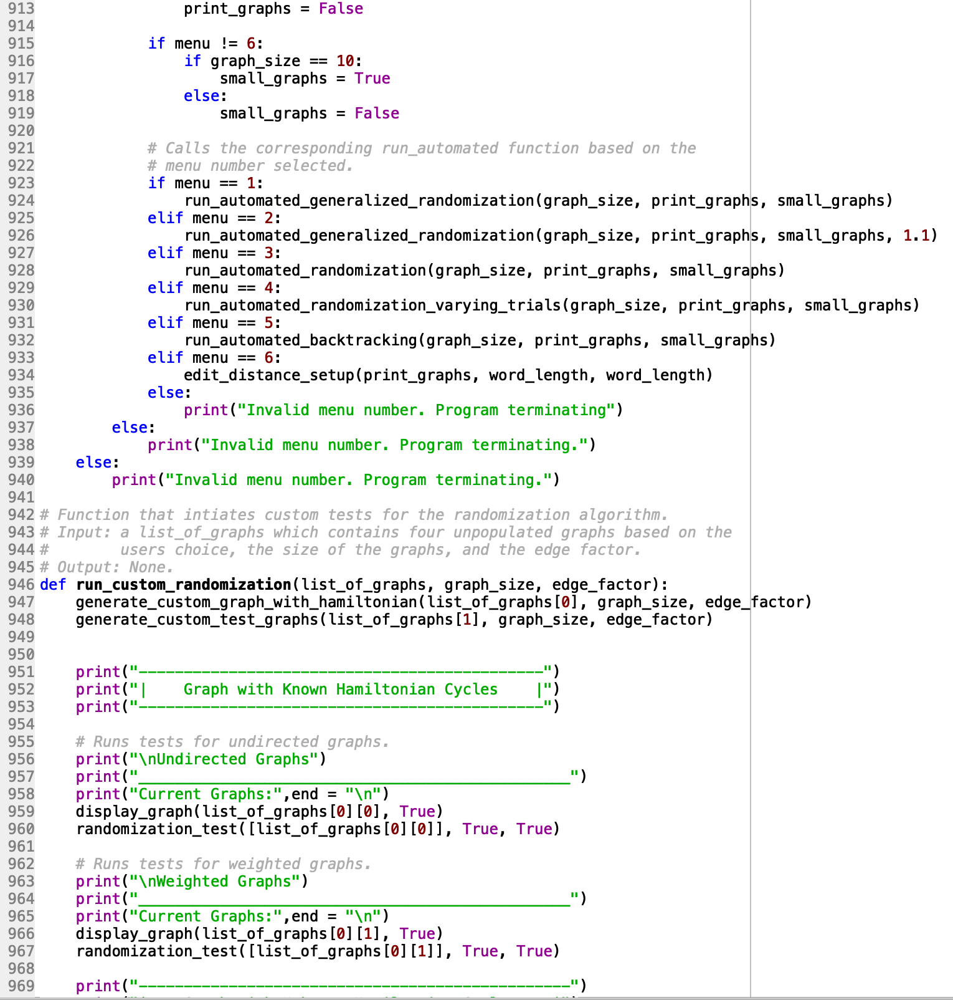 913                 print_graphs = False
914
915             if menu != 6:
916                 if graph_size == 10:
917                     small_graphs = True
918                 else:
919                     small_graphs = False
920
921             # Calls the corresponding run_automated function based on the
922             # menu number selected.
923             if menu == 1:
924                 run_automated_generalized_randomization(graph_size, print_graphs, small_graphs)
925             elif menu == 2:
926                 run_automated_generalized_randomization(graph_size, print_graphs, small_graphs, 1.1)
927             elif menu == 3:
928                 run_automated_randomization(graph_size, print_graphs, small_graphs)
929             elif menu == 4:
930                 run_automated_randomization_varying_trials(graph_size, print_graphs, small_graphs)
931             elif menu == 5:
932                 run_automated_backtracking(graph_size, print_graphs, small_graphs)
933             elif menu == 6:
934                 edit_distance_setup(print_graphs, word_length, word_length)
935             else:
936                 print("Invalid menu number. Program terminating")
937         else:
938             print("Invalid menu number. Program terminating.")
939     else:
940         print("Invalid menu number. Program terminating.")
941
942 # Function that intiates custom tests for the randomization algorithm.
943 # Input: a list_of_graphs which contains four unpopulated graphs based on the
944 #        users choice, the size of the graphs, and the edge factor.
945 # Output: None.
946 def run_custom_randomization(list_of_graphs, graph_size, edge_factor):
947     generate_custom_graph_with_hamiltonian(list_of_graphs[0], graph_size, edge_factor)
948     generate_custom_test_graphs(list_of_graphs[1], graph_size, edge_factor)
949
950
951     print("---------------------------------------------")
952     print("|    Graph with Known Hamiltonian Cycles    |")
953     print("---------------------------------------------")
954
955     # Runs tests for undirected graphs.
956     print("\nUndirected Graphs")
957     print("________________________________________________")
958     print("Current Graphs:",end = "\n")
959     display_graph(list_of_graphs[0][0], True)
960     randomization_test([list_of_graphs[0][0]], True, True)
961
962     # Runs tests for weighted graphs.
963     print("\nWeighted Graphs")
964     print("________________________________________________")
965     print("Current Graphs:",end = "\n")
966     display_graph(list_of_graphs[0][1], True)
967     randomization_test([list_of_graphs[0][1]], True, True)
968
969     print("------------------------------------------------")